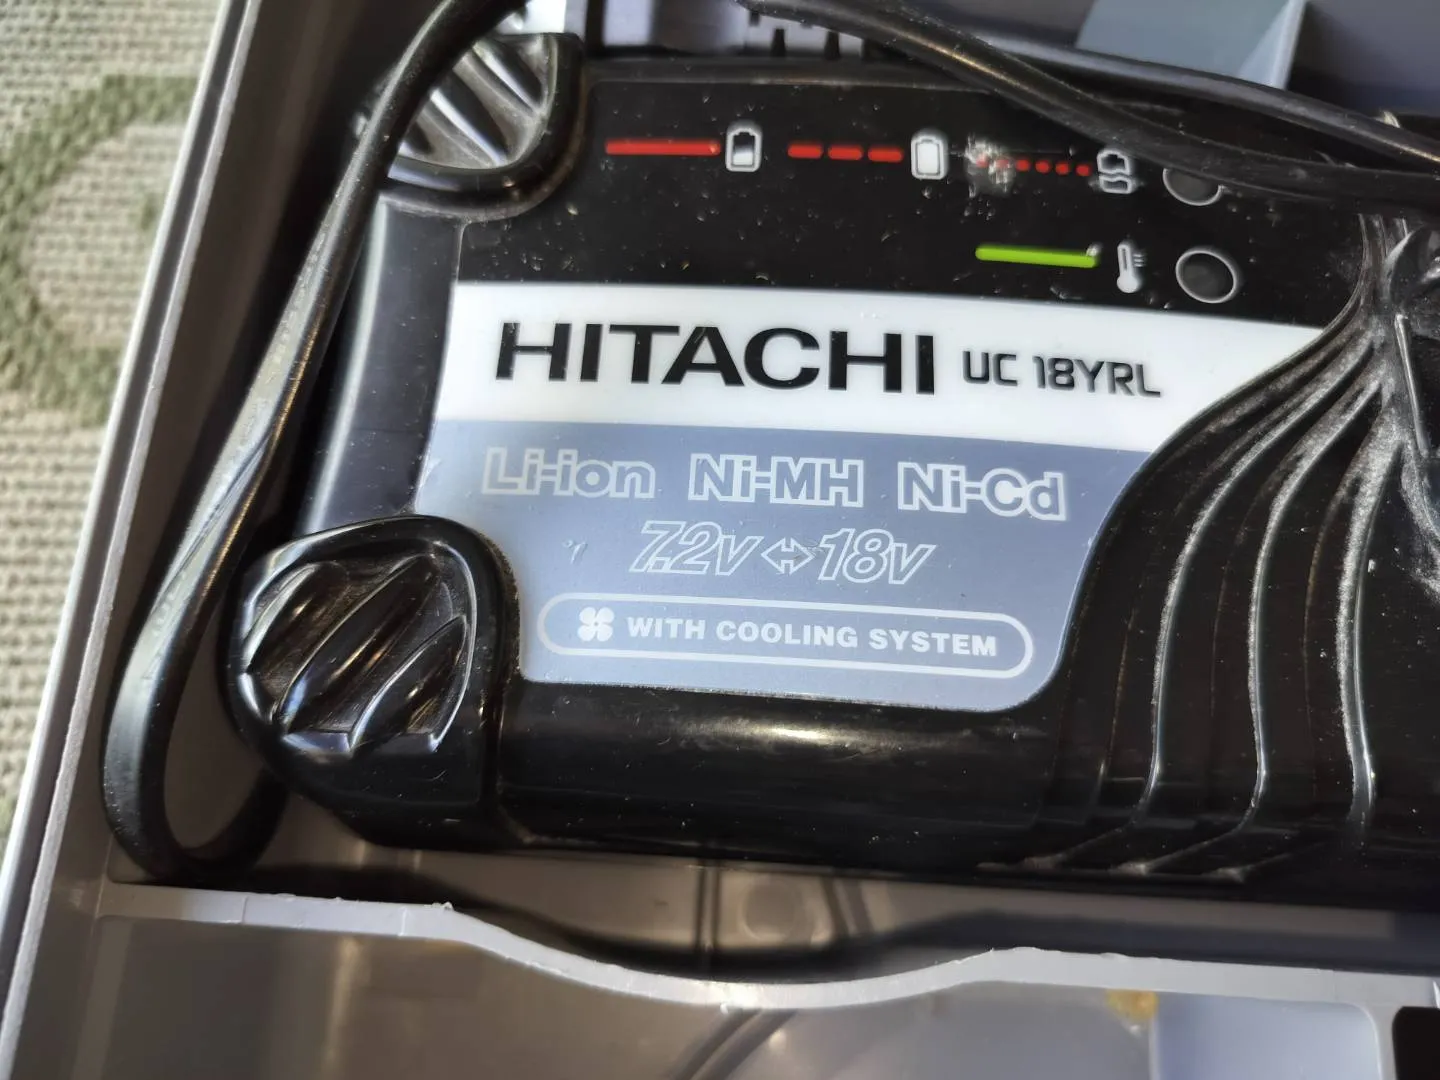 HITACHI UC 18YRL
Li-ion Ni-MH Ni-Cd
7.2V↔18V
WITH COOLING SYSTEM